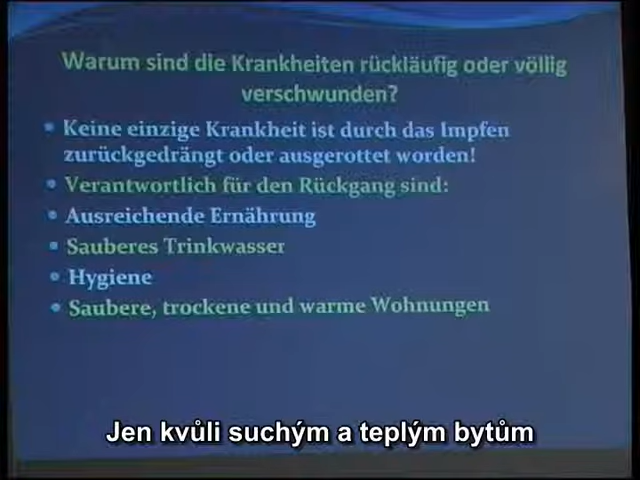 Warum sind die Krankheiten rückläufig oder völlig
verschwunden?
• Keine einzige Krankheit ist durch das Impfen
zurückgedrängt oder ausgerottet worden!
• Verantwortlich für den Rückgang sind:
• Ausreichende Ernährung
• Sauberes Trinkwasser
• Hygiene
• Saubere, trockene und warme Wohnungen
Jen kvůli suchým a teplým bytům